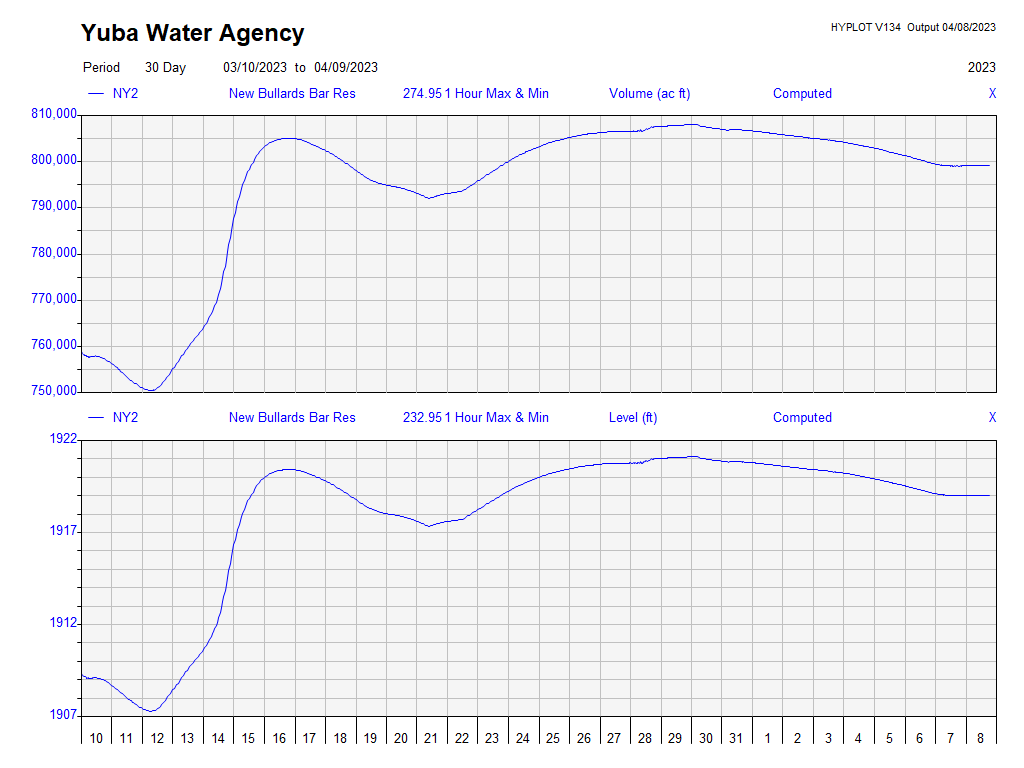 Yuba Water Agency
HYPLOT V134 Output 04/08/2023
Period 30 Day 03/10/2023 to 04/09/2023 2023
NY2 New Bullards Bar Res 274.95 1 Hour Max & Min Volume (ac ft) Computed X
810,000
800,000
790,000
780,000
770,000
760,000
750,000
NY2 New Bullards Bar Res 232.95 1 Hour Max & Min Level (ft) Computed X
1922
1917
1912
1907
10 11 12 13 14 15 16 17 18 19 20 21 22 23 24 25 26 27 28 29 30 31 1 2 3 4 5 6 7 8